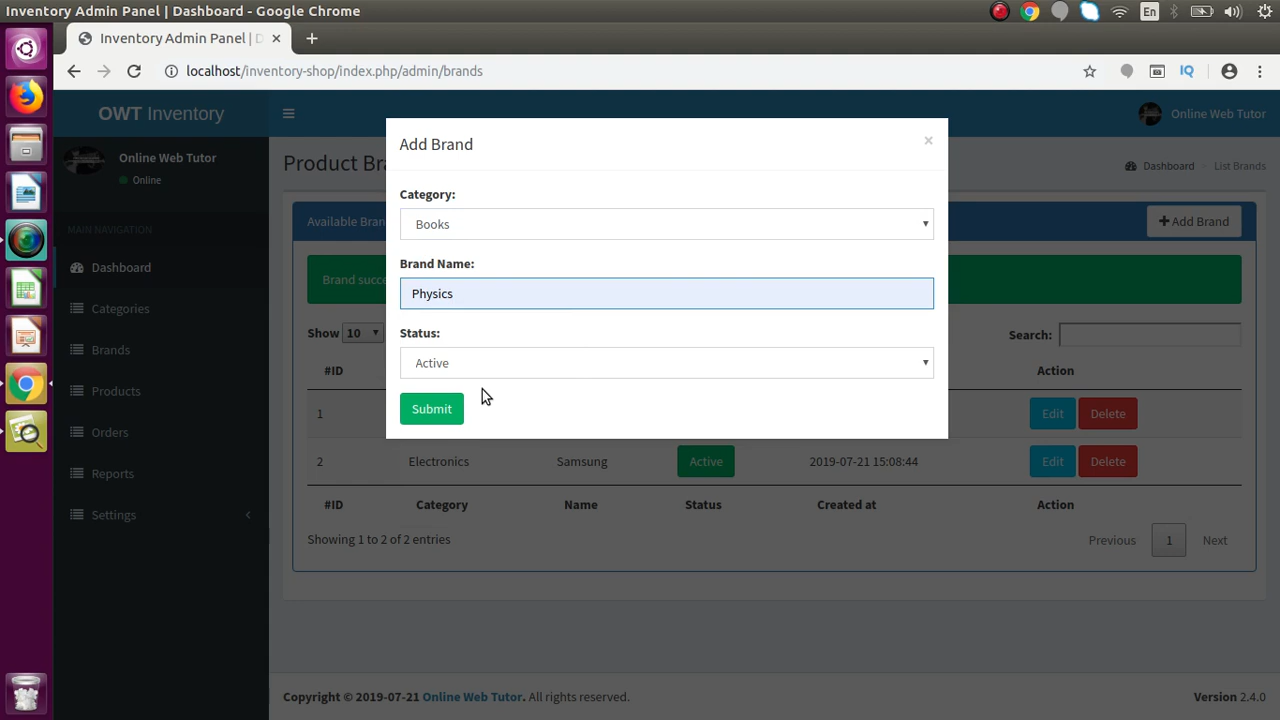 Inventory Admin Panel | Dashboard - Google Chrome
En
Inventory Admin Panel | D
localhost/inventory-shop/index.php/admin/brands
IQ
OWT Inventory
Online Web Tutor
Online Web Tutor
Online
MAIN NAVIGATION
Dashboard
Categories
Brands
Products
Orders
Reports
Settings
Product Br
Dashboard > List Brands
Available Bran
Add Brand
Brand succe
Add Brand
×
Category:
Books
Brand Name:
Physics
Status:
Active
Submit
Show 10
Search:
#ID Action
1 Edit Delete
2 Electronics Samsung Active 2019-07-21 15:08:44 Edit Delete
#ID Category Name Status Created at Action
Showing 1 to 2 of 2 entries
Previous 1 Next
Copyright © 2019-07-21 Online Web Tutor. All rights reserved.
Version 2.4.0